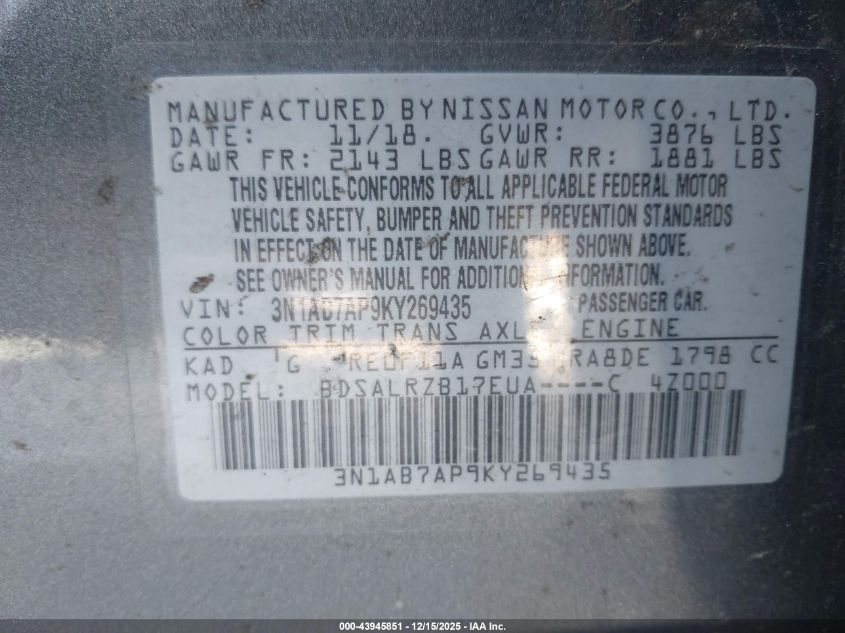 MANUFACTURED BY NISSAN MOTOR CO., LTD.
DATE: 11/18. GVWR: 3876 LBS
GAWR FR: 2143 LBS GAWR RR: 1881 LBS
THIS VEHICLE CONFORMS TO ALL APPLICABLE FEDERAL MOTOR
VEHICLE SAFETY, BUMPER AND THEFT PREVENTION STANDARDS
IN EFFECT ON THE DATE OF MANUFACTURE SHOWN ABOVE.
SEE OWNER'S MANUAL FOR ADDITIONAL INFORMATION.
VIN: 3N1AB7AP9KY269435 PASSENGER CAR.
COLOR TRIM TRANS AXLE ENGINE
KAD G RE0F11A RA8DE 1798 CC
MODEL: BDSALRZB17EUA----C 4Z000
3N1AB7AP9KY269435
000-43945851 - 12/15/2025 - IAA Inc.